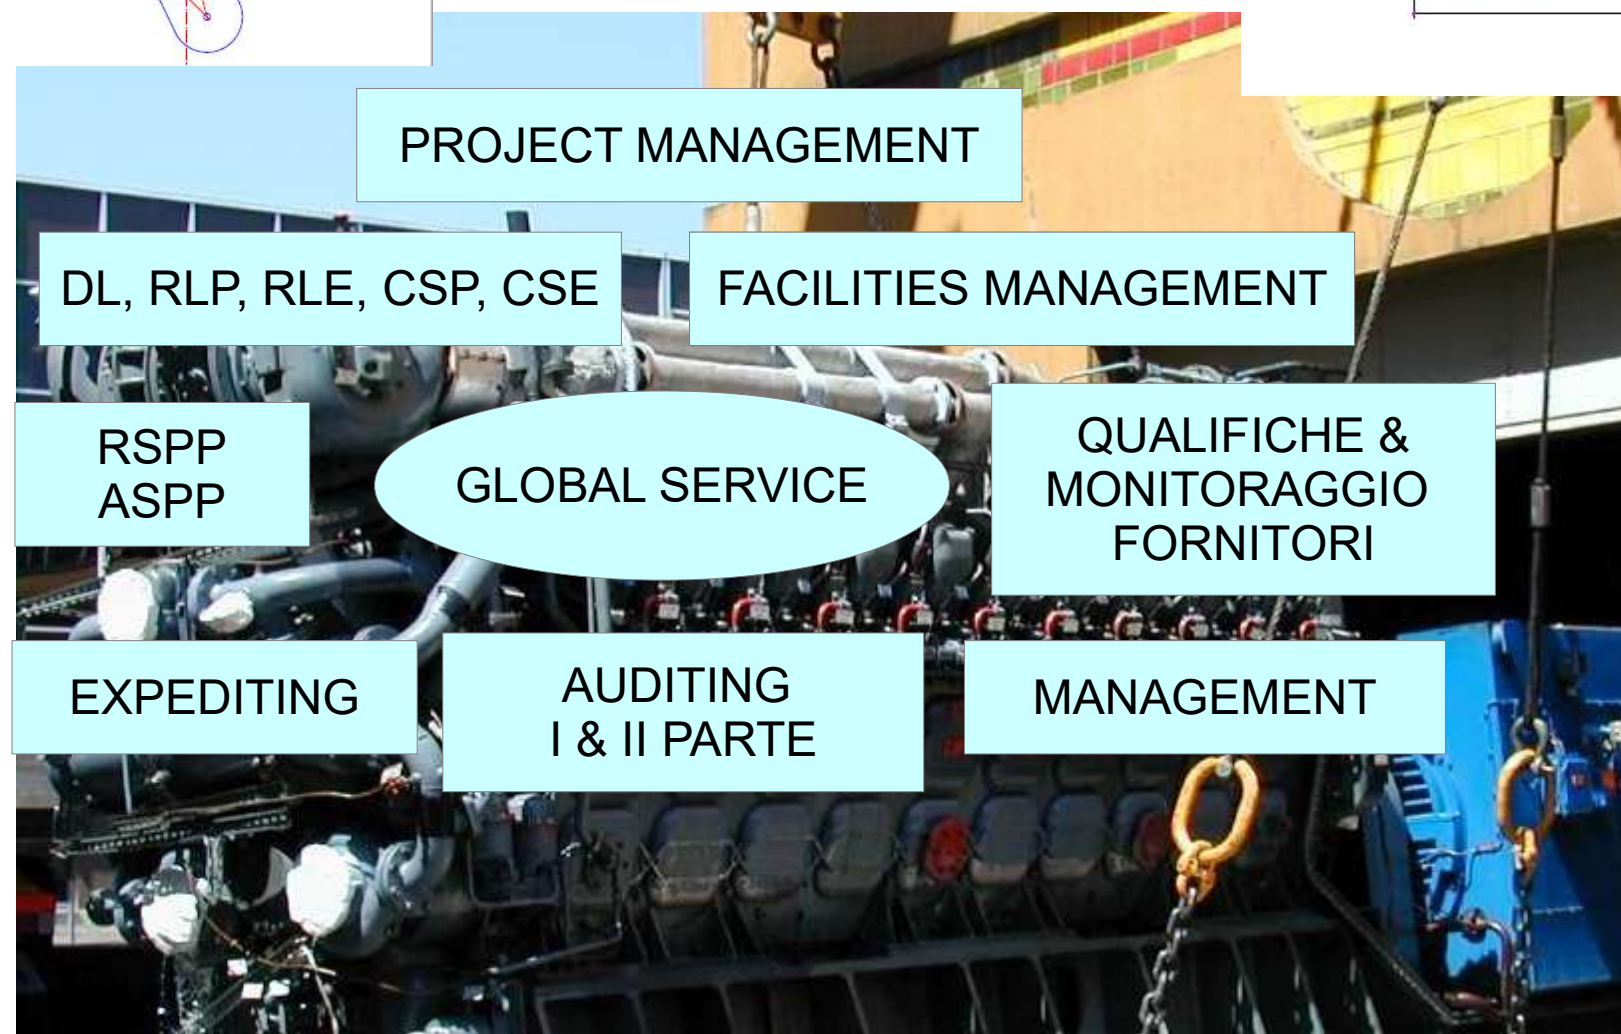 PROJECT MANAGEMENT
DL, RLP, RLE, CSP, CSE
FACILITIES MANAGEMENT
RSPP
ASPP
GLOBAL SERVICE
QUALIFICHE &
MONITORAGGIO
FORNITORI
EXPEDITING
AUDITING
I & II PARTE
MANAGEMENT